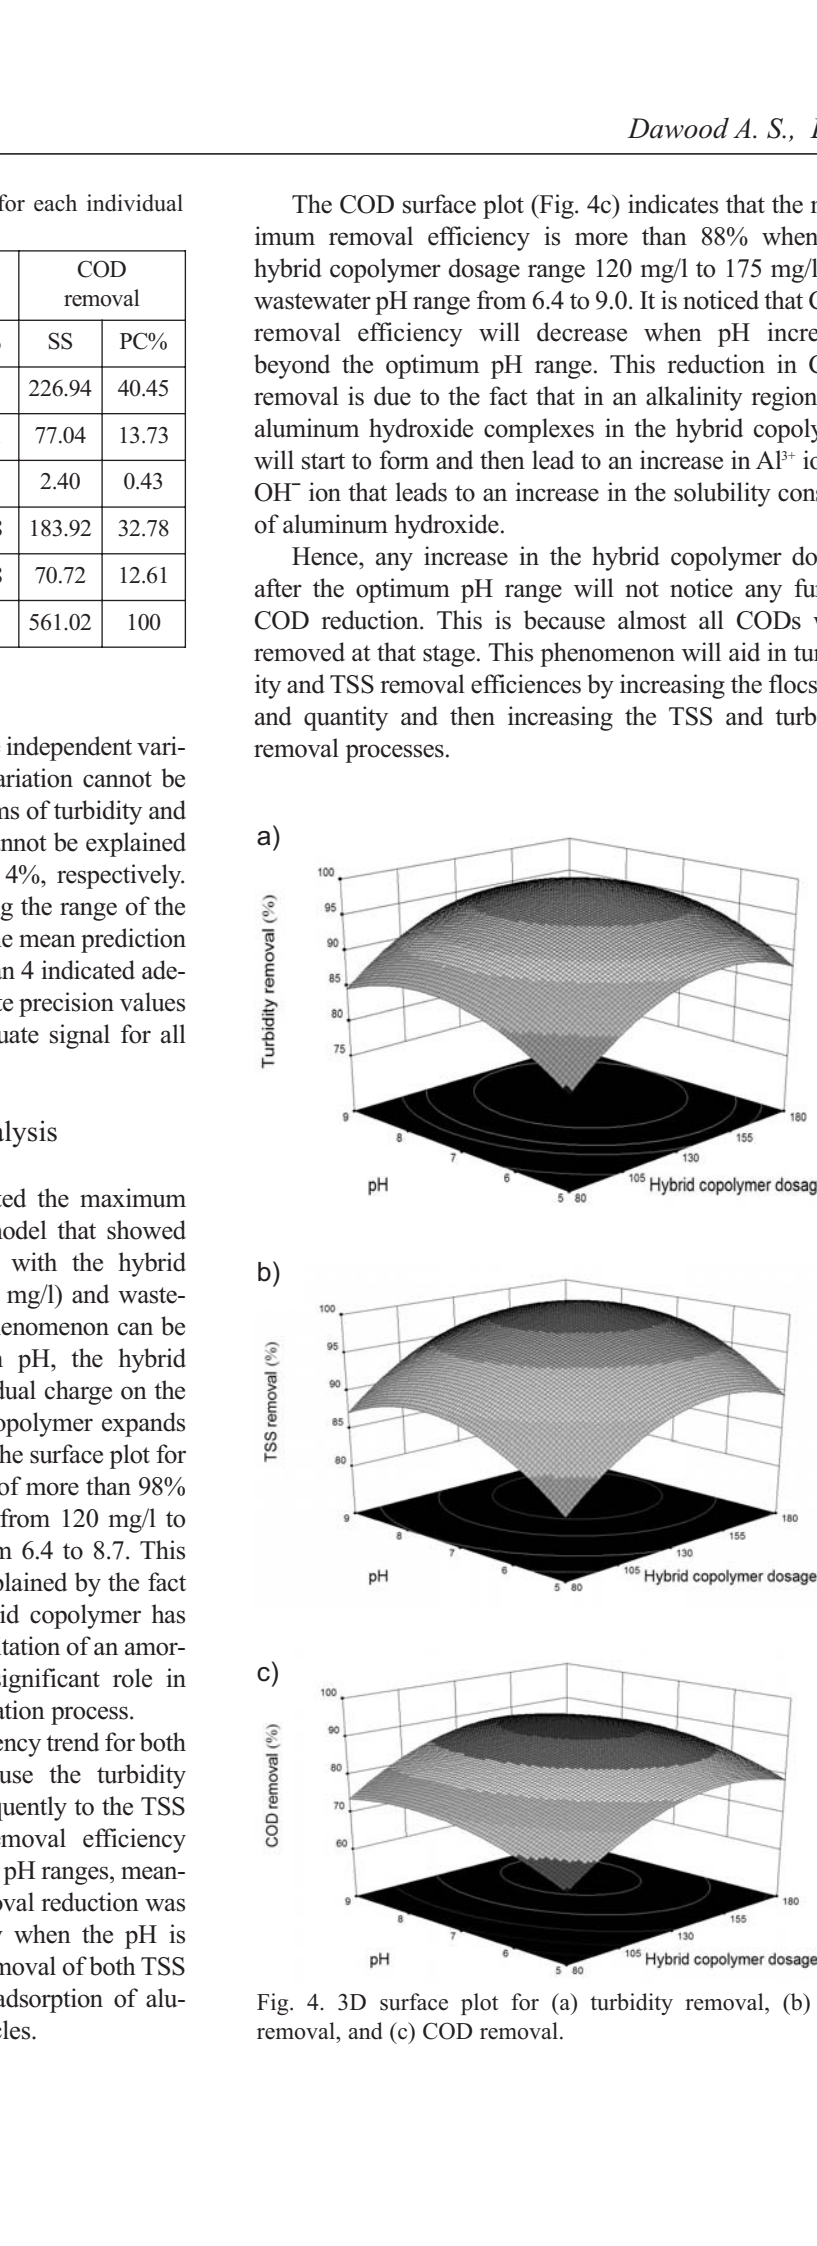 Dawood A. S.,
for each individual
COD
removal
SS PC%
226.94 40.45
77.04 13.73
2.40 0.43
183.92 32.78
70.72 12.61
561.02 100
independent vari-
ariation cannot be
ms of turbidity and
annot be explained
4%, respectively.
g the range of the
e mean prediction
an 4 indicated ade-
te precision values
uate signal for all
alysis
ted the maximum
model that showed
with the hybrid
mg/l) and waste-
henomenon can be
pH, the hybrid
dual charge on the
opolymer expands
he surface plot for
of more than 98%
from 120 mg/l to
m 6.4 to 8.7. This
plained by the fact
rid copolymer has
itation of an amor-
significant role in
ation process.
ency trend for both
use the turbidity
quently to the TSS
emoval efficiency
pH ranges, mean-
oval reduction was
when the pH is
moval of both TSS
adsorption of alu-
cles.
The COD surface plot (Fig. 4c) indicates that the
imum removal efficiency is more than 88% when
hybrid copolymer dosage range 120 mg/l to 175 mg/l
wastewater pH range from 6.4 to 9.0. It is noticed that
removal efficiency will decrease when pH incre
beyond the optimum pH range. This reduction in
removal is due to the fact that in an alkalinity region
aluminum hydroxide complexes in the hybrid copoly
will start to form and then lead to an increase in Al³⁺ io
OH⁻ ion that leads to an increase in the solubility cons
of aluminum hydroxide.
Hence, any increase in the hybrid copolymer do
after the optimum pH range will not notice any fur
COD reduction. This is because almost all CODs
removed at that stage. This phenomenon will aid in tur
ity and TSS removal efficiences by increasing the flocs
and quantity and then increasing the TSS and turb
removal processes.
a)
Turbidity removal (%)
100
95
90
85
80
75
9
8
7
6
5
80
105
130
155
180
pH
Hybrid copolymer dosag
b)
TSS removal (%)
100
95
90
85
80
9
8
7
6
5
80
105
130
155
180
pH
Hybrid copolymer dosage
c)
COD removal (%)
100
90
80
70
60
9
8
7
6
5
80
105
130
155
180
pH
Hybrid copolymer dosage
Fig. 4. 3D surface plot for (a) turbidity removal, (b)
removal, and (c) COD removal.